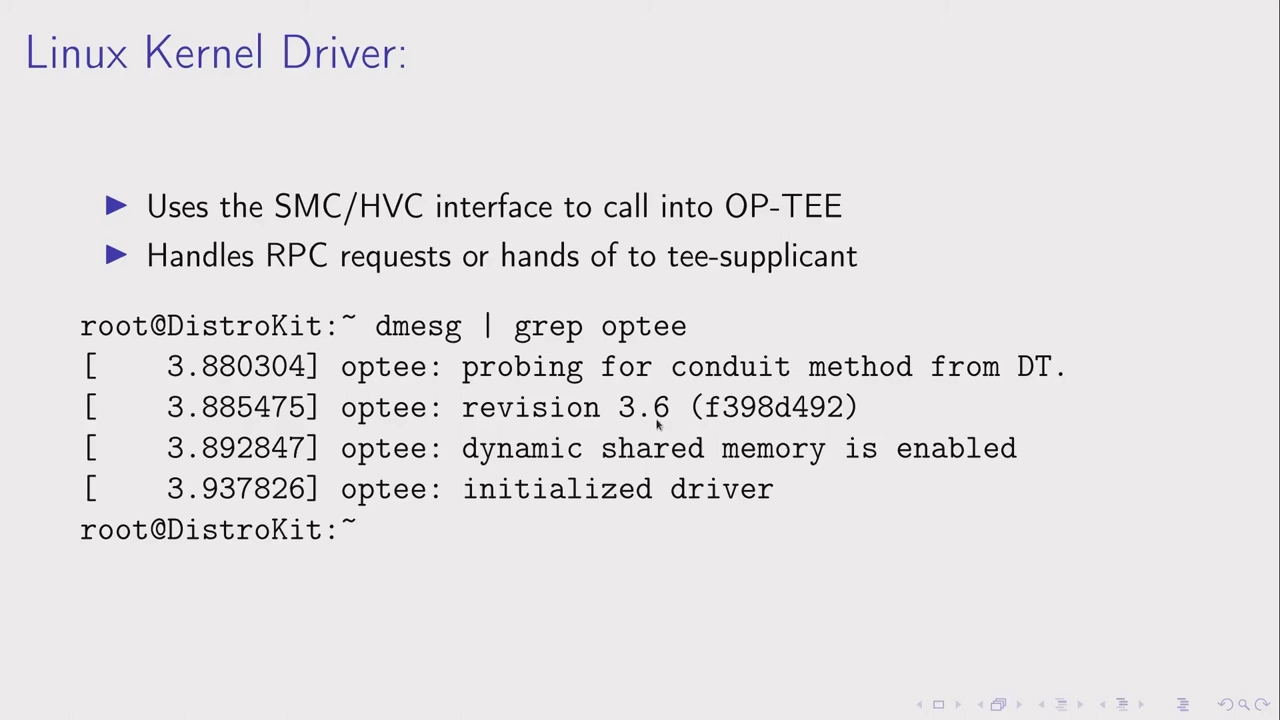 Linux Kernel Driver:
Uses the SMC/HVC interface to call into OP-TEE
Handles RPC requests or hands of to tee-supplicant
root@DistroKit:~ dmesg | grep optee
[    3.880304] optee: probing for conduit method from DT.
[    3.885475] optee: revision 3.6 (f398d492)
[    3.892847] optee: dynamic shared memory is enabled
[    3.937826] optee: initialized driver
root@DistroKit:~